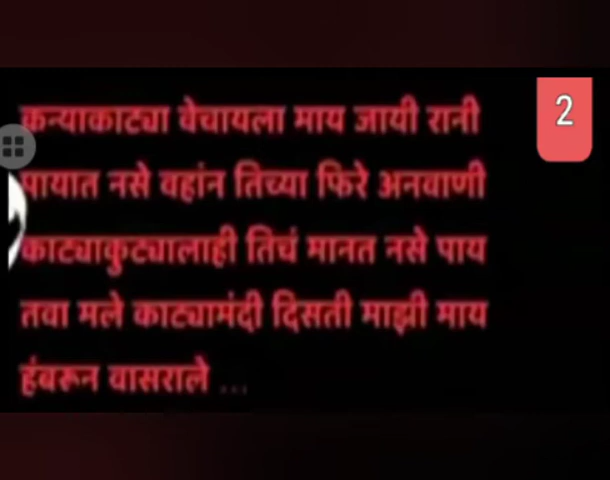 कन्याकाट्या वेचायला माय जायी रानी
पायात नसे वहांन तिच्या फिरे अनवाणी
काट्याकुट्यालाही तिचं मानत नसे पाय
तवा मले काट्यामंदी दिसती माझी माय
हंबरून वासराले ...
2